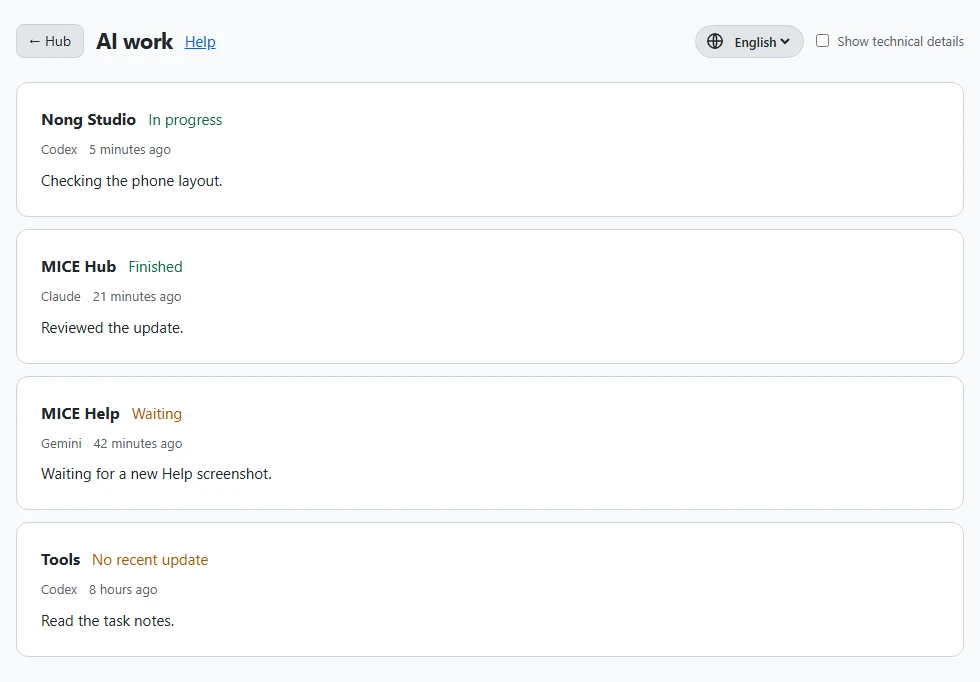 ← Hub AI work Help English Show technical details
Nong Studio In progress
Codex 5 minutes ago
Checking the phone layout.
MICE Hub Finished
Claude 21 minutes ago
Reviewed the update.
MICE Help Waiting
Gemini 42 minutes ago
Waiting for a new Help screenshot.
Tools No recent update
Codex 8 hours ago
Read the task notes.